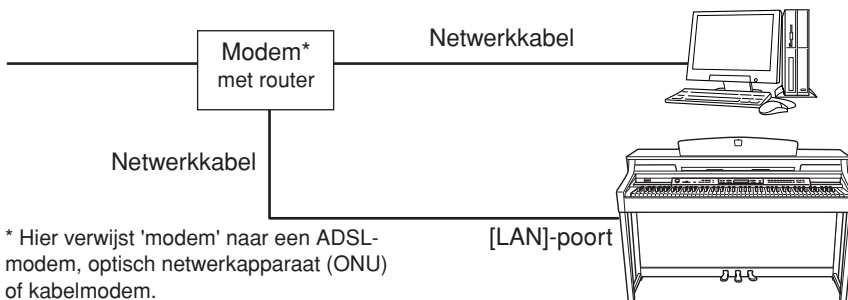 Modem*
met router
Netwerkkabel
Netwerkkabel
[LAN]-poort
* Hier verwijst 'modem' naar een ADSL-
modem, optisch netwerkapparaat (ONU)
of kabelmodem.